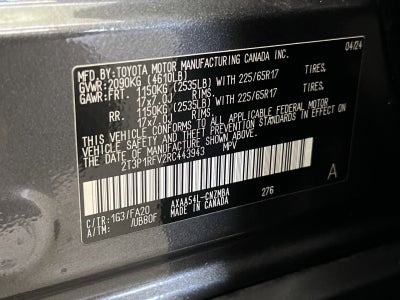 MFD. BY: TOYOTA MOTOR MANUFACTURING CANADA INC. 04/24
GVWR: 2090KG (4610LB)
GAWR: FRT. 1150KG (2535LB) WITH 225/65R17 TIRES.
17x7.0J RIMS,
RR. 1150KG (2535LB) WITH 225/65R17 TIRES.
17x7.0J RIMS,
THIS VEHICLE CONFORMS TO ALL APPLICABLE FEDERAL MOTOR
VEHICLE SAFETY AND THEFT PREVENTION STANDARDS IN EFFECT
ON THE DATE OF MANUFACTURE SHOWN ABOVE.
2T3P1RFV2RC443943 MPV
C/TR: 1G3/FA20 AXAA54L-CNZMBA 276
A/TM: /UB80F MADE IN CANADA A